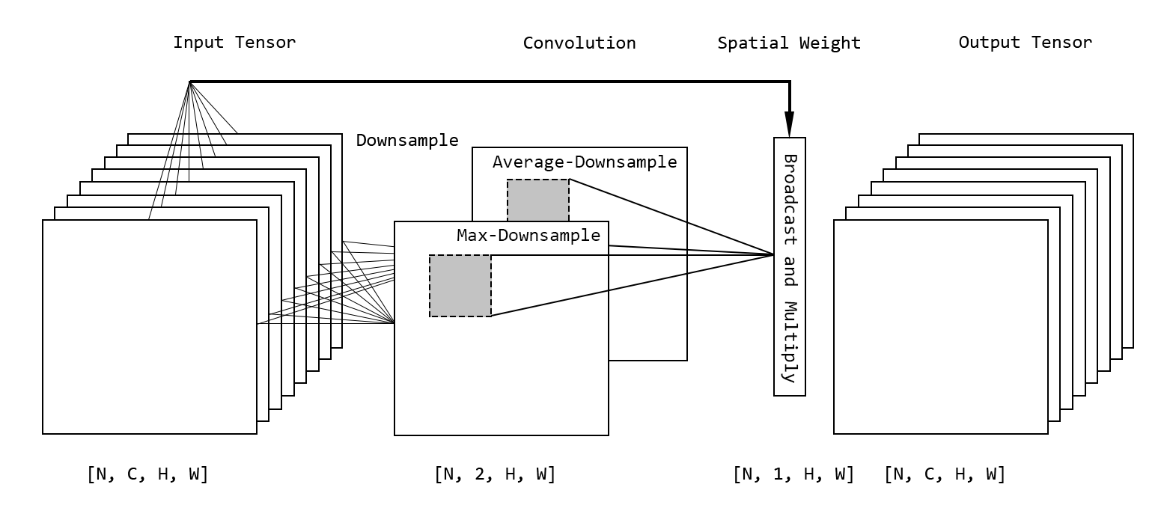 Input Tensor
Convolution
Spatial Weight
Output Tensor
Downsample
Average-Downsample
Max-Downsample
Broadcast and Multiply
[N, C, H, W]
[N, 2, H, W]
[N, 1, H, W]
[N, C, H, W]